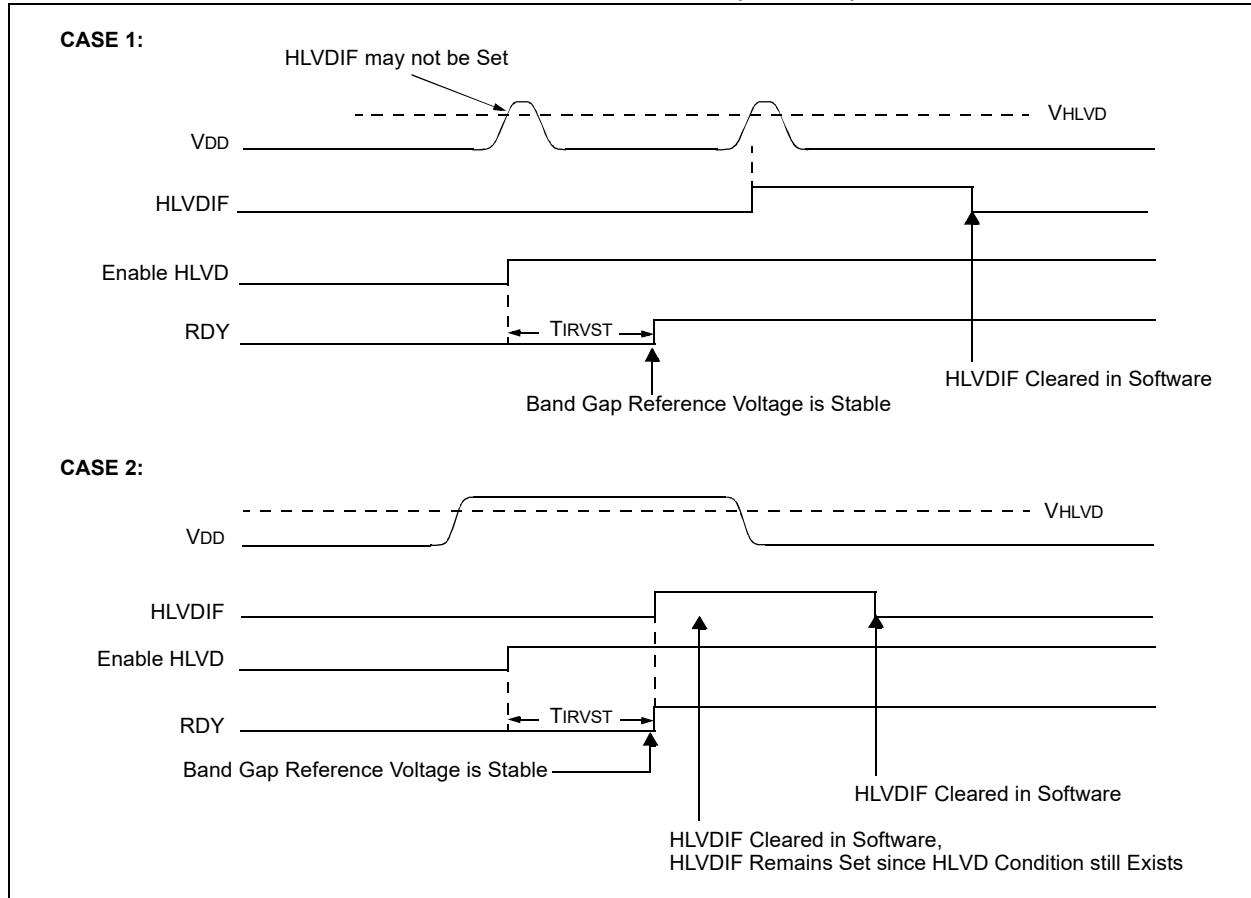 CASE 1:
HLVDIF may not be Set
VHLVD
VDD
HLVDIF
Enable HLVD
RDY
TIRVST
HLVDIF Cleared in Software
Band Gap Reference Voltage is Stable
CASE 2:
VHLVD
VDD
HLVDIF
Enable HLVD
TIRVST
RDY
Band Gap Reference Voltage is Stable
HLVDIF Cleared in Software
HLVDIF Cleared in Software,
HLVDIF Remains Set since HLVD Condition still Exists